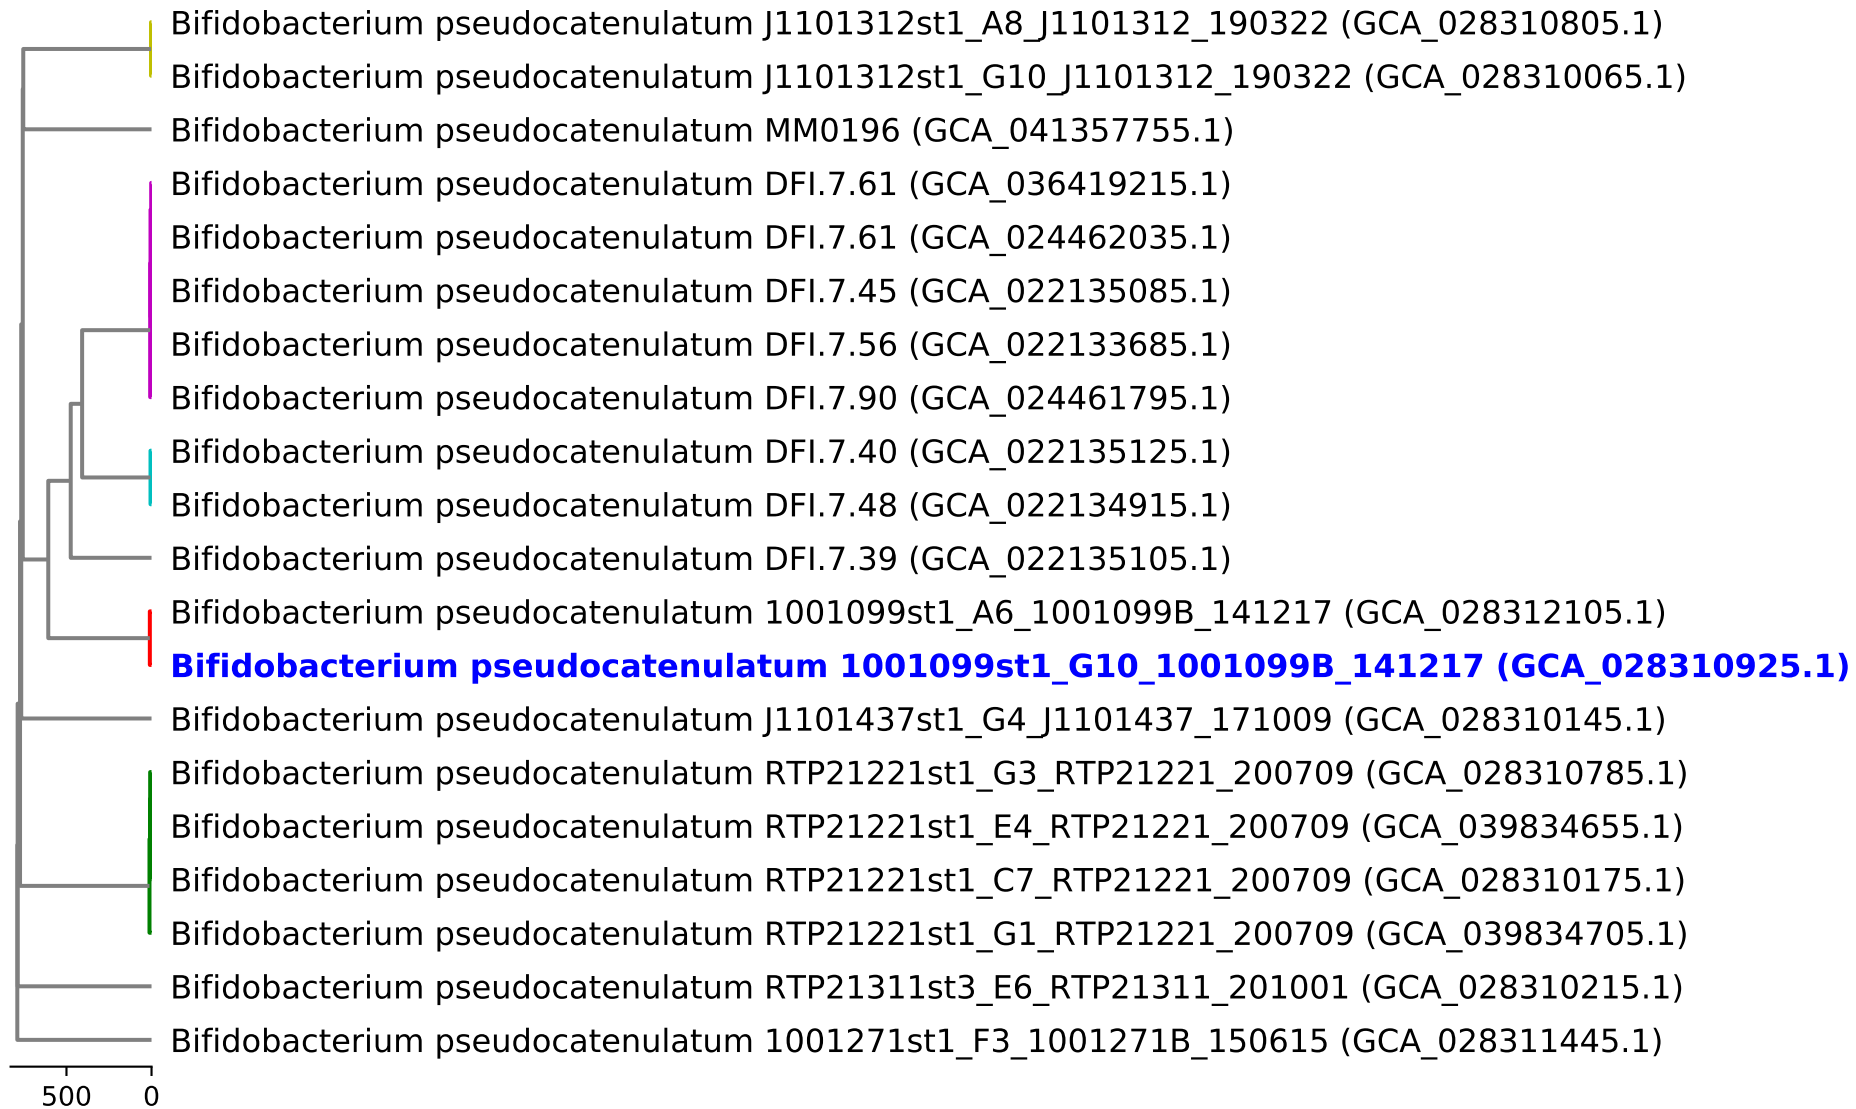 Bifidobacterium pseudocatenulatum J1101312st1_A8_J1101312_190322 (GCA_028310805.1)
Bifidobacterium pseudocatenulatum J1101312st1_G10_J1101312_190322 (GCA_028310065.1)
Bifidobacterium pseudocatenulatum MM0196 (GCA_041357755.1)
Bifidobacterium pseudocatenulatum DFI.7.61 (GCA_036419215.1)
Bifidobacterium pseudocatenulatum DFI.7.61 (GCA_024462035.1)
Bifidobacterium pseudocatenulatum DFI.7.45 (GCA_022135085.1)
Bifidobacterium pseudocatenulatum DFI.7.56 (GCA_022133685.1)
Bifidobacterium pseudocatenulatum DFI.7.90 (GCA_024461795.1)
Bifidobacterium pseudocatenulatum DFI.7.40 (GCA_022135125.1)
Bifidobacterium pseudocatenulatum DFI.7.48 (GCA_022134915.1)
Bifidobacterium pseudocatenulatum DFI.7.39 (GCA_022135105.1)
Bifidobacterium pseudocatenulatum 1001099st1_A6_1001099B_141217 (GCA_028312105.1)
Bifidobacterium pseudocatenulatum 1001099st1_G10_1001099B_141217 (GCA_028310925.1)
Bifidobacterium pseudocatenulatum J1101437st1_G4_J1101437_171009 (GCA_028310145.1)
Bifidobacterium pseudocatenulatum RTP21221st1_G3_RTP21221_200709 (GCA_028310785.1)
Bifidobacterium pseudocatenulatum RTP21221st1_E4_RTP21221_200709 (GCA_039834655.1)
Bifidobacterium pseudocatenulatum RTP21221st1_C7_RTP21221_200709 (GCA_028310175.1)
Bifidobacterium pseudocatenulatum RTP21221st1_G1_RTP21221_200709 (GCA_039834705.1)
Bifidobacterium pseudocatenulatum RTP21311st3_E6_RTP21311_201001 (GCA_028310215.1)
Bifidobacterium pseudocatenulatum 1001271st1_F3_1001271B_150615 (GCA_028311445.1)
500 0